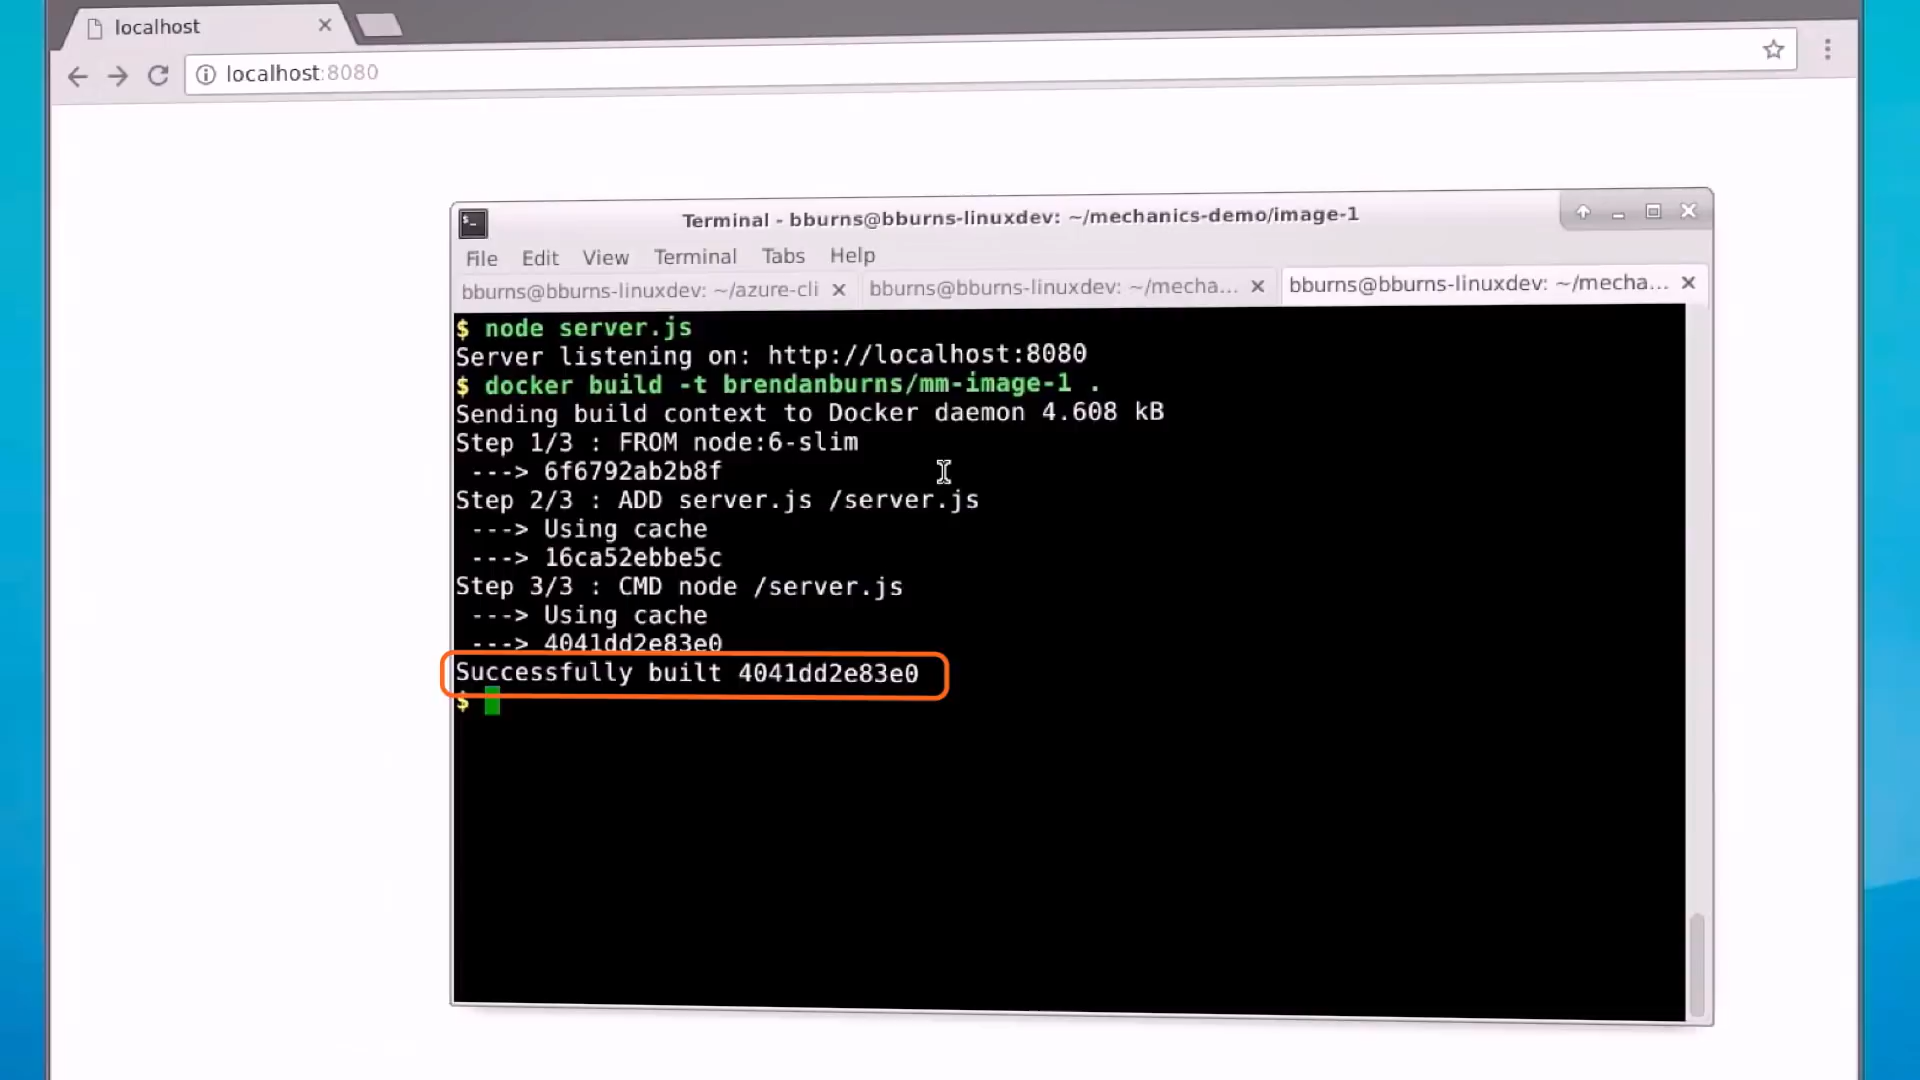 localhost
localhost:8080
Terminal - bburns@bburns-linuxdev: ~/mechanics-demo/image-1
File Edit View Terminal Tabs Help
bburns@bburns-linuxdev: ~/azure-cli
bburns@bburns-linuxdev: ~/mecha...
bburns@bburns-linuxdev: ~/mecha...
$ node server.js
Server listening on: http://localhost:8080
$ docker build -t brendanburns/mm-image-1 .
Sending build context to Docker daemon 4.608 kB
Step 1/3 : FROM node:6-slim
---> 6f6792ab2b8f
Step 2/3 : ADD server.js /server.js
---> Using cache
---> 16ca52ebbe5c
Step 3/3 : CMD node /server.js
---> Using cache
---> 4041dd2e83e0
Successfully built 4041dd2e83e0
$